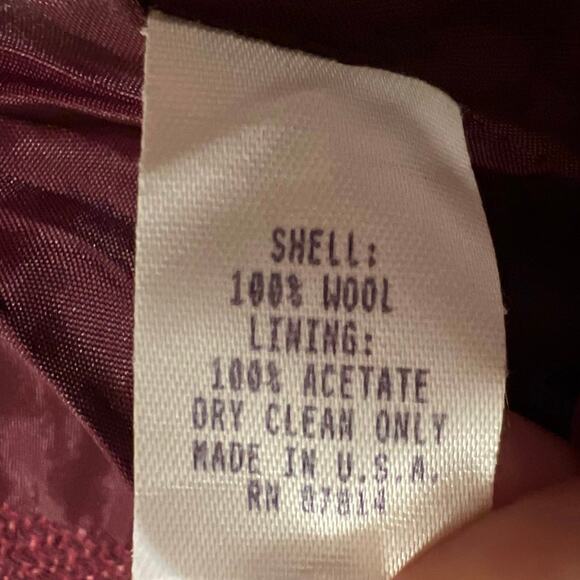 SHELL:
100% WOOL
LINING:
100% ACETATE
DRY CLEAN ONLY
MADE IN U.S.A.
RN 87814